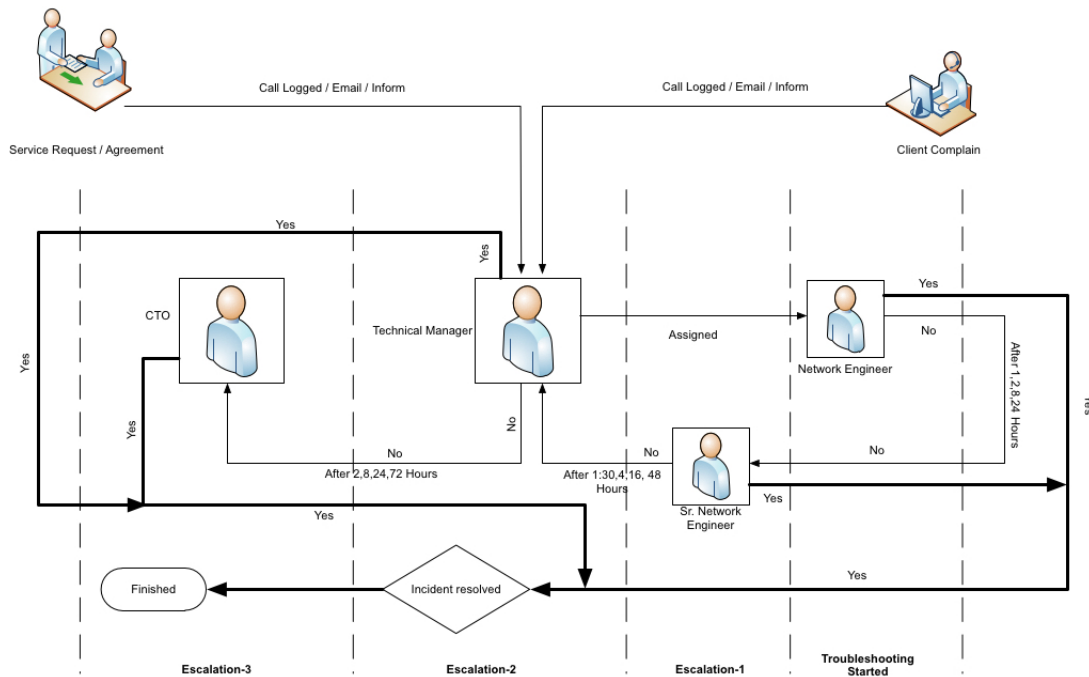 Call Logged / Email / Inform
Call Logged / Email / Inform
Service Request / Agreement
Client Complain
Yes
Yes
Yes
CTO
Technical Manager
Assigned
No
Network Engineer
After 1,2,8,24 Hours
Yes
Yes
Yes
No
No
After 2,8,24,72 Hours
No
After 1:30,4,16, 48
Hours
No
Yes
Sr. Network
Engineer
Yes
Yes
Finished
Incident resolved
Escalation-3
Escalation-2
Escalation-1
Troubleshooting
Started